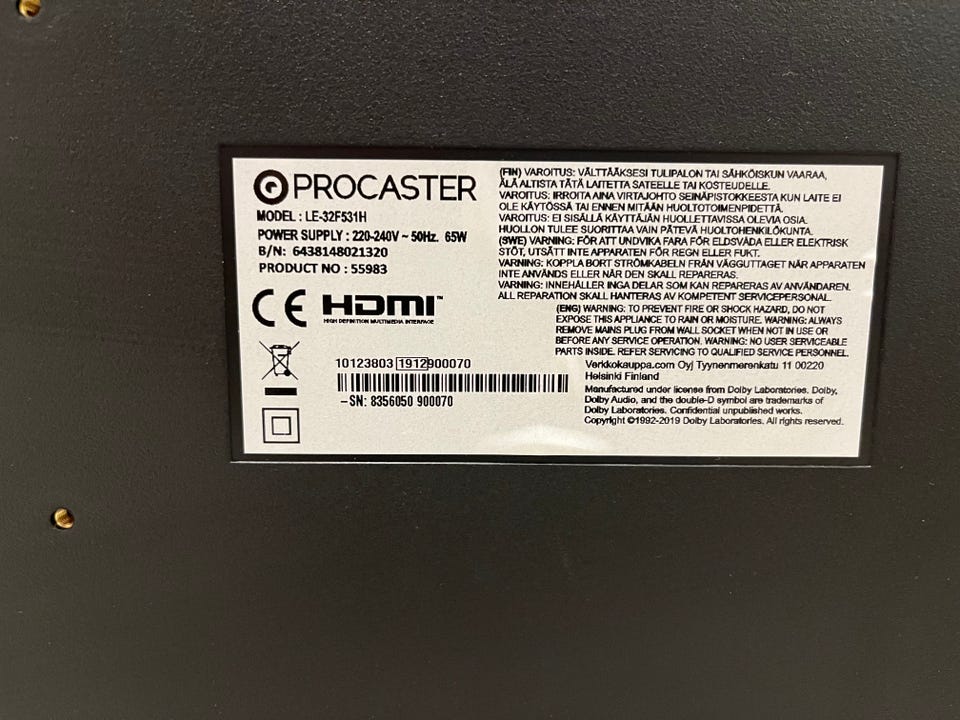 PROCASTER
MODEL : LE-32F531H
POWER SUPPLY : 220-240V ~ 50Hz. 65W
B/N: 6438148021320
PRODUCT NO : 55983
CE HDMI™
HIGH DEFINITION MULTIMEDIA INTERFACE
10123803 1912900070
–SN: 8356050 900070
(FIN) VAROITUS: VÄLTTÄÄKSESI TULIPALON TAI SÄHKÖISKUN VAARAA,
ÄLÄ ALTISTA TÄTÄ LAITETTA SATEELLE TAI KOSTEUDELLE.
VAROITUS: IRROITA AINA VIRTAJOHTO SEINÄPISTOKKEESTA KUN LAITE EI
OLE KÄYTÖSSÄ TAI ENNEN MITÄÄN HUOLTOTOIMENPIDETTÄ.
VAROITUS: EI SISÄLLÄ KÄYTTÄJÄN HUOLLETTAVISSA OLEVIA OSIA.
HUOLLON TULEE SUORITTAA VAIN PÄTEVÄ HUOLTOHENKILÖKUNTA.
(SWE) VARNING: FÖR ATT UNDVIKA FARA FÖR ELDSVÅDA ELLER ELEKTRISK
STÖT, UTSÄTT INTE APPARATEN FÖR REGN ELLER FUKT.
VARNING: KOPPLA BORT STRÖMKABELN FRÅN VÄGGUTTAGET NÄR APPARATEN
INTE ANVÄNDS ELLER NÄR DEN SKALL REPARERAS.
VARNING: INNEHÅLLER INGA DELAR SOM KAN REPARERAS AV ANVÄNDAREN.
ALL REPARATION SKALL HANTERAS AV KOMPETENT SERVICEPERSONAL.
(ENG) WARNING: TO PREVENT FIRE OR SHOCK HAZARD, DO NOT
EXPOSE THIS APPLIANCE TO RAIN OR MOISTURE. WARNING: ALWAYS
REMOVE MAINS PLUG FROM WALL SOCKET WHEN NOT IN USE OR
BEFORE ANY SERVICE OPERATION. WARNING: NO USER SERVICEABLE
PARTS INSIDE. REFER SERVICING TO QUALIFIED SERVICE PERSONNEL.
Verkkokauppa.com Oyj Tyynenmerenkatu 11 00220
Helsinki Finland
Manufactured under license from Dolby Laboratories. Dolby,
Dolby Audio, and the double-D symbol are trademarks of
Dolby Laboratories. Confidential unpublished works.
Copyright ©1992-2019 Dolby Laboratories. All rights reserved.